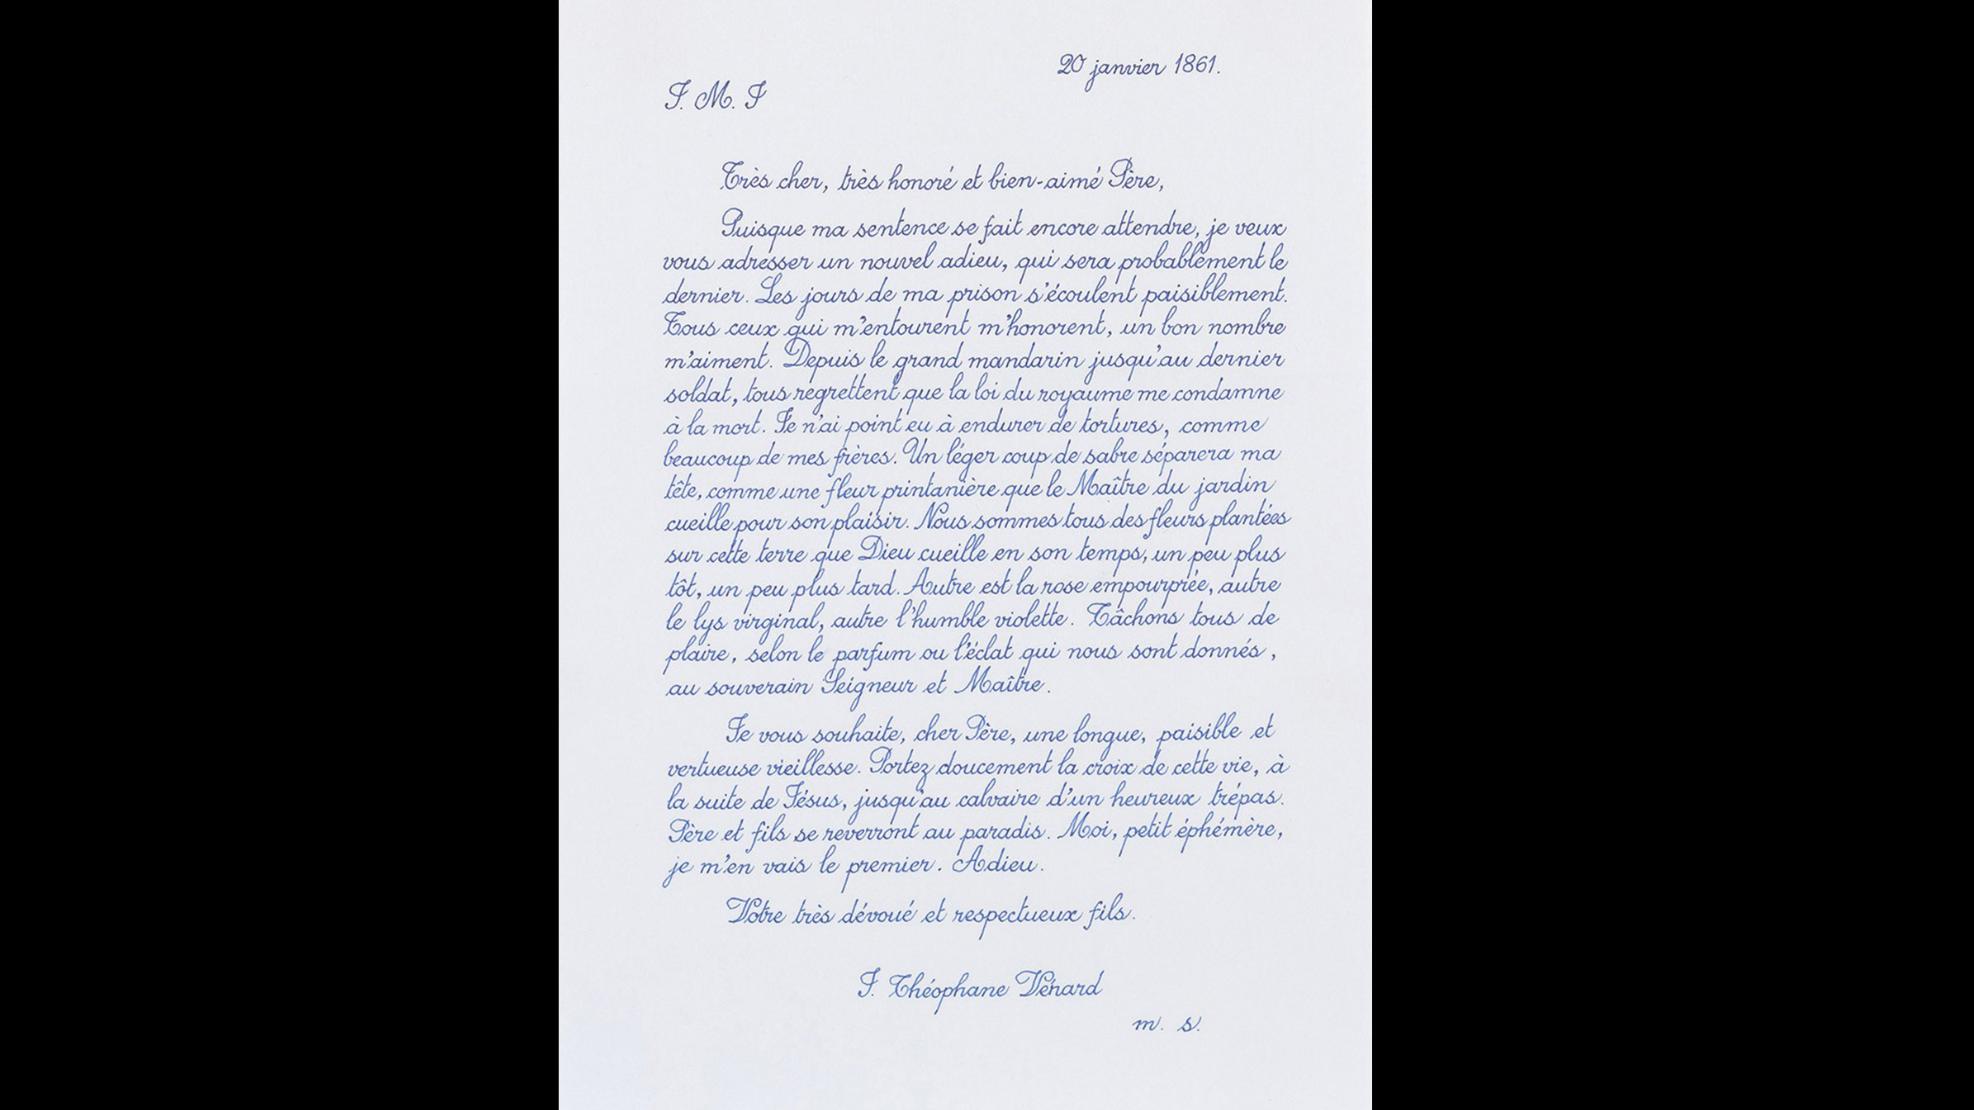 20 janvier 1861.
J. M. J
Très cher, très honoré et bien-aimé Père,
Puisque ma sentence se fait encore attendre, je veux
vous adresser un nouvel adieu, qui sera probablement le
dernier. Les jours de ma prison s'écoulent paisiblement.
Tous ceux qui m'entourent m'honorent, un bon nombre
m'aiment. Depuis le grand mandarin jusqu'au dernier
soldat, tous regrettent que la loi du royaume me condamne
à la mort. Je n'ai point eu à endurer de tortures, comme
beaucoup de mes frères. Un léger coup de sabre séparera ma
tête, comme une fleur printanière que le Maître du jardin
cueille pour son plaisir. Nous sommes tous des fleurs plantées
sur cette terre que Dieu cueille en son temps, un peu plus
tôt, un peu plus tard. Autre est la rose empourprée, autre
le lys virginal, autre l'humble violette. Tâchons tous de
plaire, selon le parfum ou l'éclat qui nous sont donnés,
au souverain Seigneur et Maître.
Je vous souhaite, cher Père, une longue, paisible et
vertueuse vieillesse. Portez doucement la croix de cette vie, à
la suite de Jésus, jusqu'au calvaire d'un heureux trépas.
Père et fils se reverront au paradis. Moi, petit éphémère,
je m'en vais le premier. Adieu.
Votre très dévoué et respectueux fils.
J. Théophane Vénard
m. s.